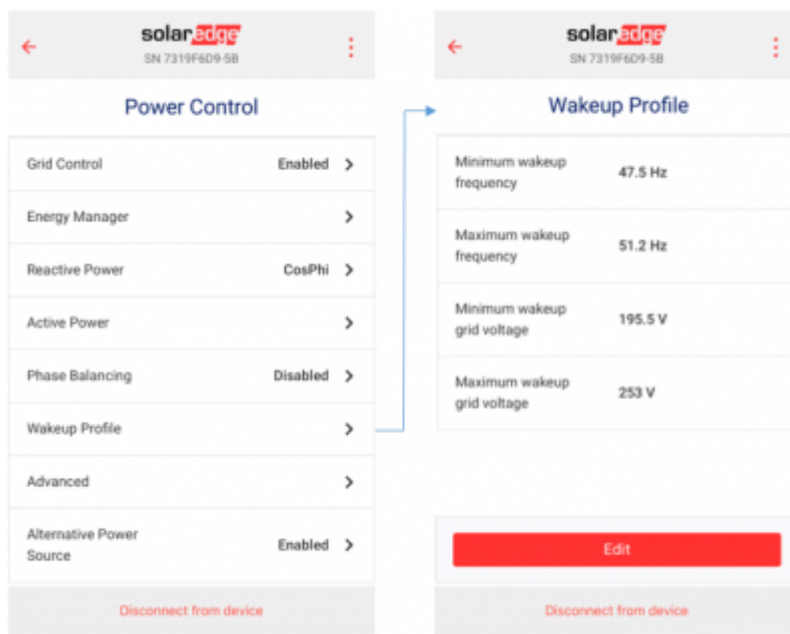 solaredge
SN 7319F6D9-5B
Power Control
Grid Control Enabled
Energy Manager
Reactive Power CosPhi
Active Power
Phase Balancing Disabled
Wakeup Profile
Advanced
Alternative Power
Source Enabled
Disconnect from device
solaredge
SN 7319F6D9-5B
Wakeup Profile
Minimum wakeup
frequency 47.5 Hz
Maximum wakeup
frequency 51.2 Hz
Minimum wakeup
grid voltage 195.5 V
Maximum wakeup
grid voltage 253 V
Edit
Disconnect from device